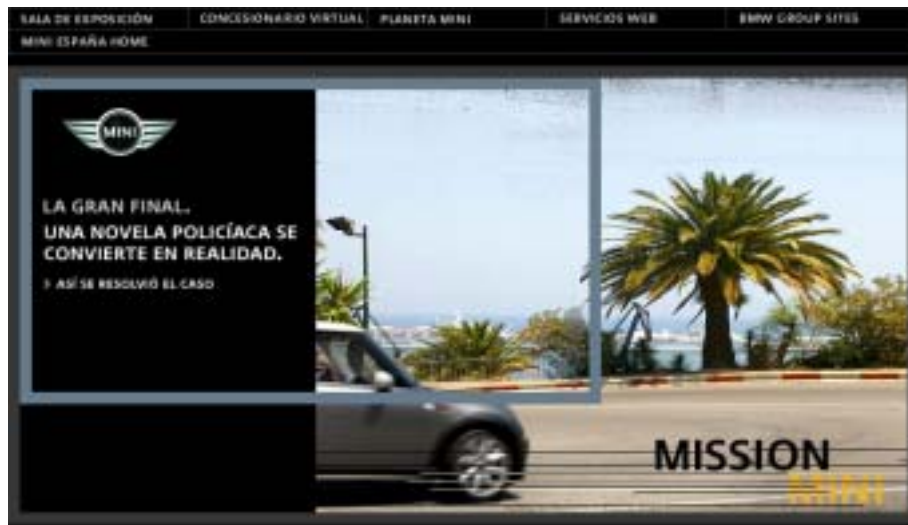 SALA DE EXPOSICIÓN
CONCESIONARIO VIRTUAL
PLANETA MINI
SERVICIOS WEB
BMW GROUP SITES
MINI ESPAÑA HOME
MINI
LA GRAN FINAL.
UNA NOVELA POLICÍACA SE
CONVIERTE EN REALIDAD.
> ASÍ SE RESOLVIÓ EL CASO
MISSION
MINI